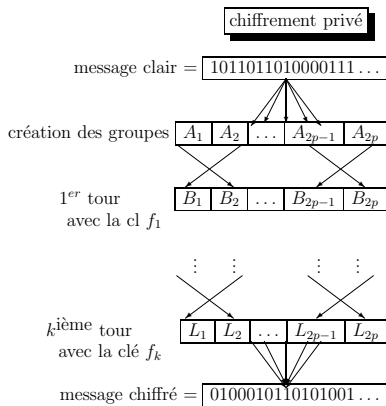 chiffrement privé
message clair = 1011011010000111 . . .
création des groupes A₁ A₂ . . . A₂ₚ₋₁ A₂ₚ
1ᵉʳ tour B₁ B₂ . . . B₂ₚ₋₁ B₂ₚ
avec la cl f₁
⋮ ⋮ ⋮ ⋮
kⁱèᵐᵉ tour L₁ L₂ . . . L₂ₚ₋₁ L₂ₚ
avec la clé fₖ
message chiffré = 0100010110101001 . . .